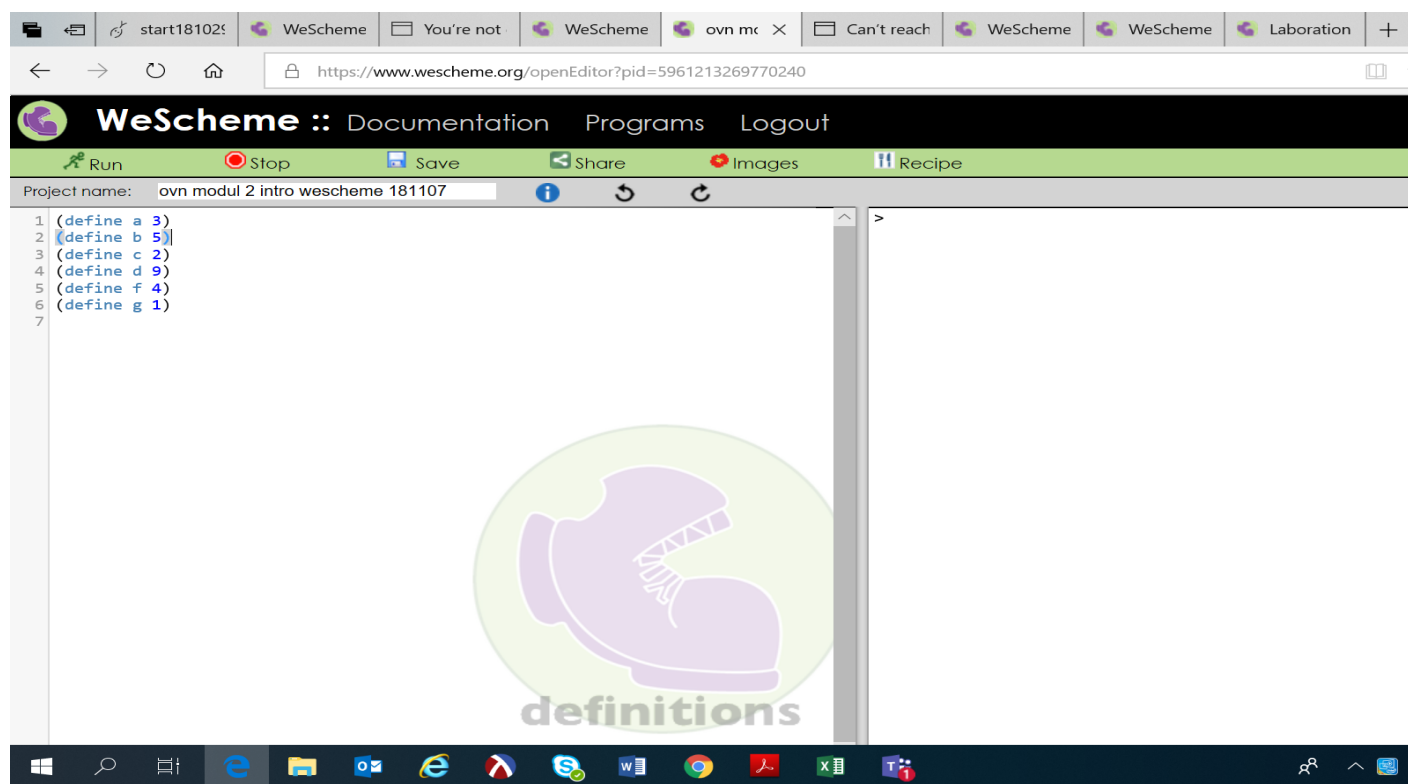 start181029
WeScheme
You're not
WeScheme
ovn mo
Can't reach
WeScheme
WeScheme
Laboration
https://www.wescheme.org/openEditor?pid=5961213269770240
WeScheme :: Documentation Programs Logout
Run Stop Save Share Images Recipe
Project name: ovn modul 2 intro wescheme 181107
1 (define a 3)
2 (define b 5)
3 (define c 2)
4 (define d 9)
5 (define f 4)
6 (define g 1)
7
>
definitions